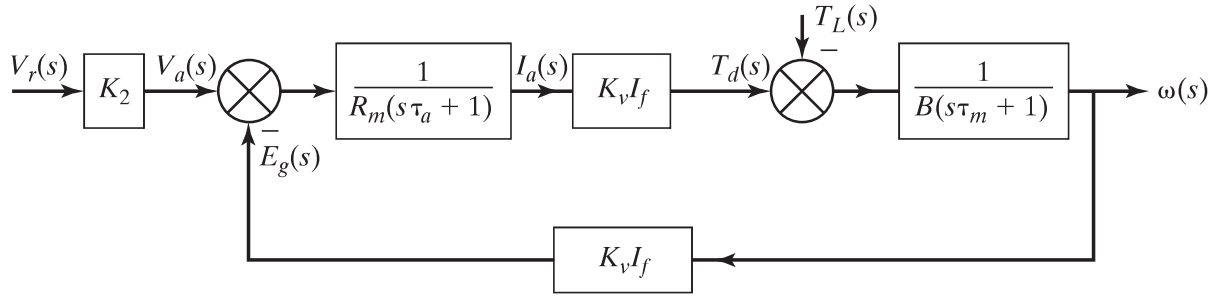 T_L(s)
−
V_r(s)
K_2
V_a(s)
1
R_m(sτ_a + 1)
I_a(s)
K_vI_f
T_d(s)
1
B(sτ_m + 1)
ω(s)
−
E_g(s)
K_vI_f